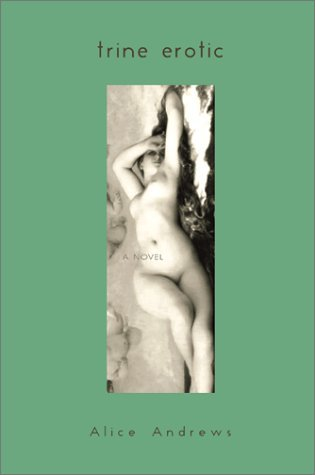 trine erotic
A NOVEL
Alice Andrews